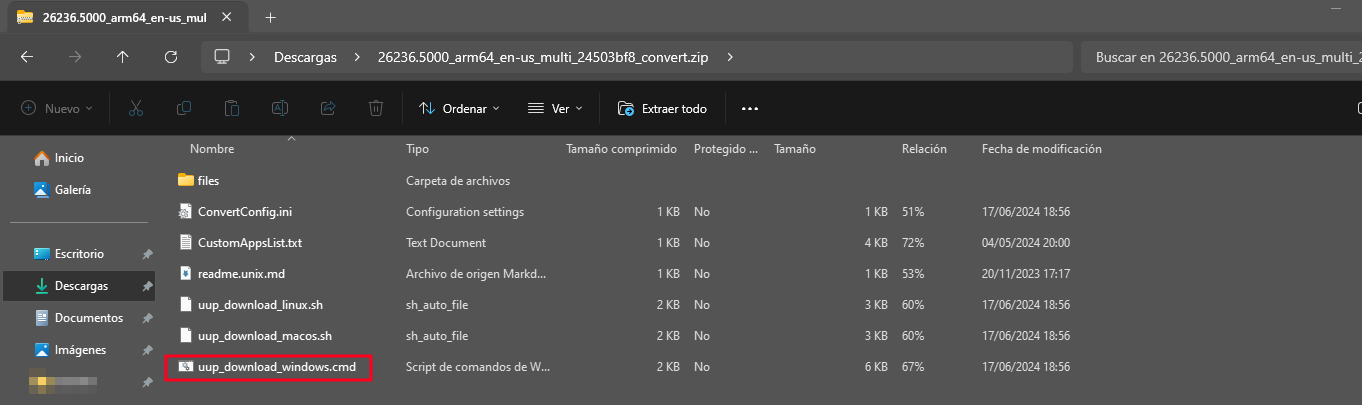 26236.5000_arm64_en-us_mul
Descargas 26236.5000_arm64_en-us_multi_24503bf8_convert.zip Buscar en 26236.5000_arm64_en-us_multi_2
Nuevo Ordenar Ver Extraer todo
Nombre Tipo Tamaño comprimido Protegido ... Tamaño Relación Fecha de modificación
Inicio
Galería
Escritorio
Descargas
Documentos
Imágenes
files Carpeta de archivos
ConvertConfig.ini Configuration settings 1 KB No 1 KB 51% 17/06/2024 18:56
CustomAppsList.txt Text Document 1 KB No 4 KB 72% 04/05/2024 20:00
readme.unix.md Archivo de origen Markd... 1 KB No 1 KB 53% 20/11/2023 17:17
uup_download_linux.sh sh_auto_file 2 KB No 3 KB 60% 17/06/2024 18:56
uup_download_macos.sh sh_auto_file 2 KB No 3 KB 60% 17/06/2024 18:56
uup_download_windows.cmd Script de comandos de W... 2 KB No 6 KB 67% 17/06/2024 18:56